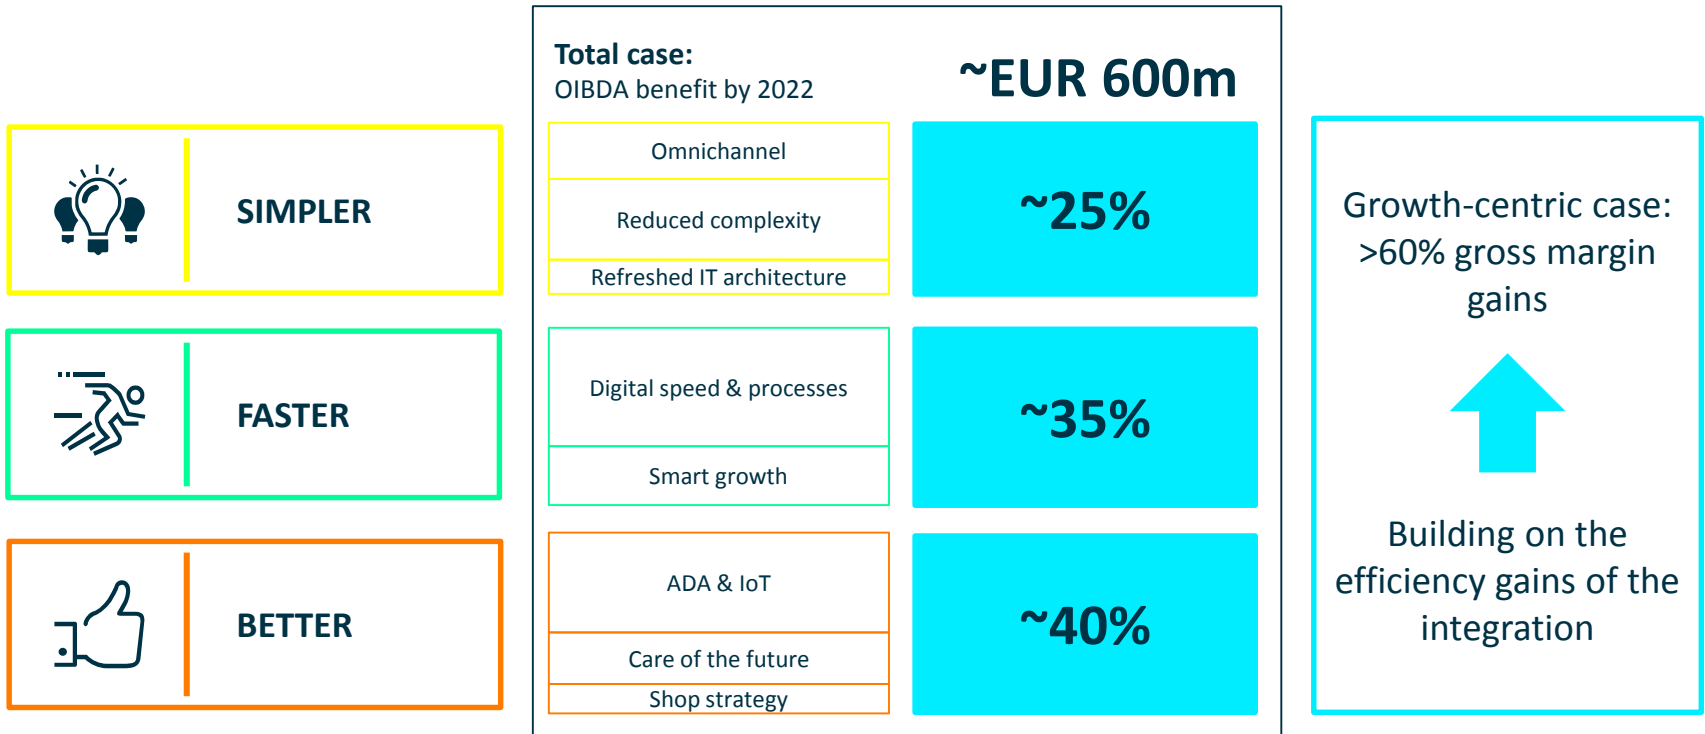 Total case:
OIBDA benefit by 2022
~EUR 600m
SIMPLER
Omnichannel
Reduced complexity
Refreshed IT architecture
~25%
FASTER
Digital speed & processes
Smart growth
~35%
BETTER
ADA & IoT
Care of the future
Shop strategy
~40%
Growth-centric case:
>60% gross margin
gains
Building on the
efficiency gains of the
integration